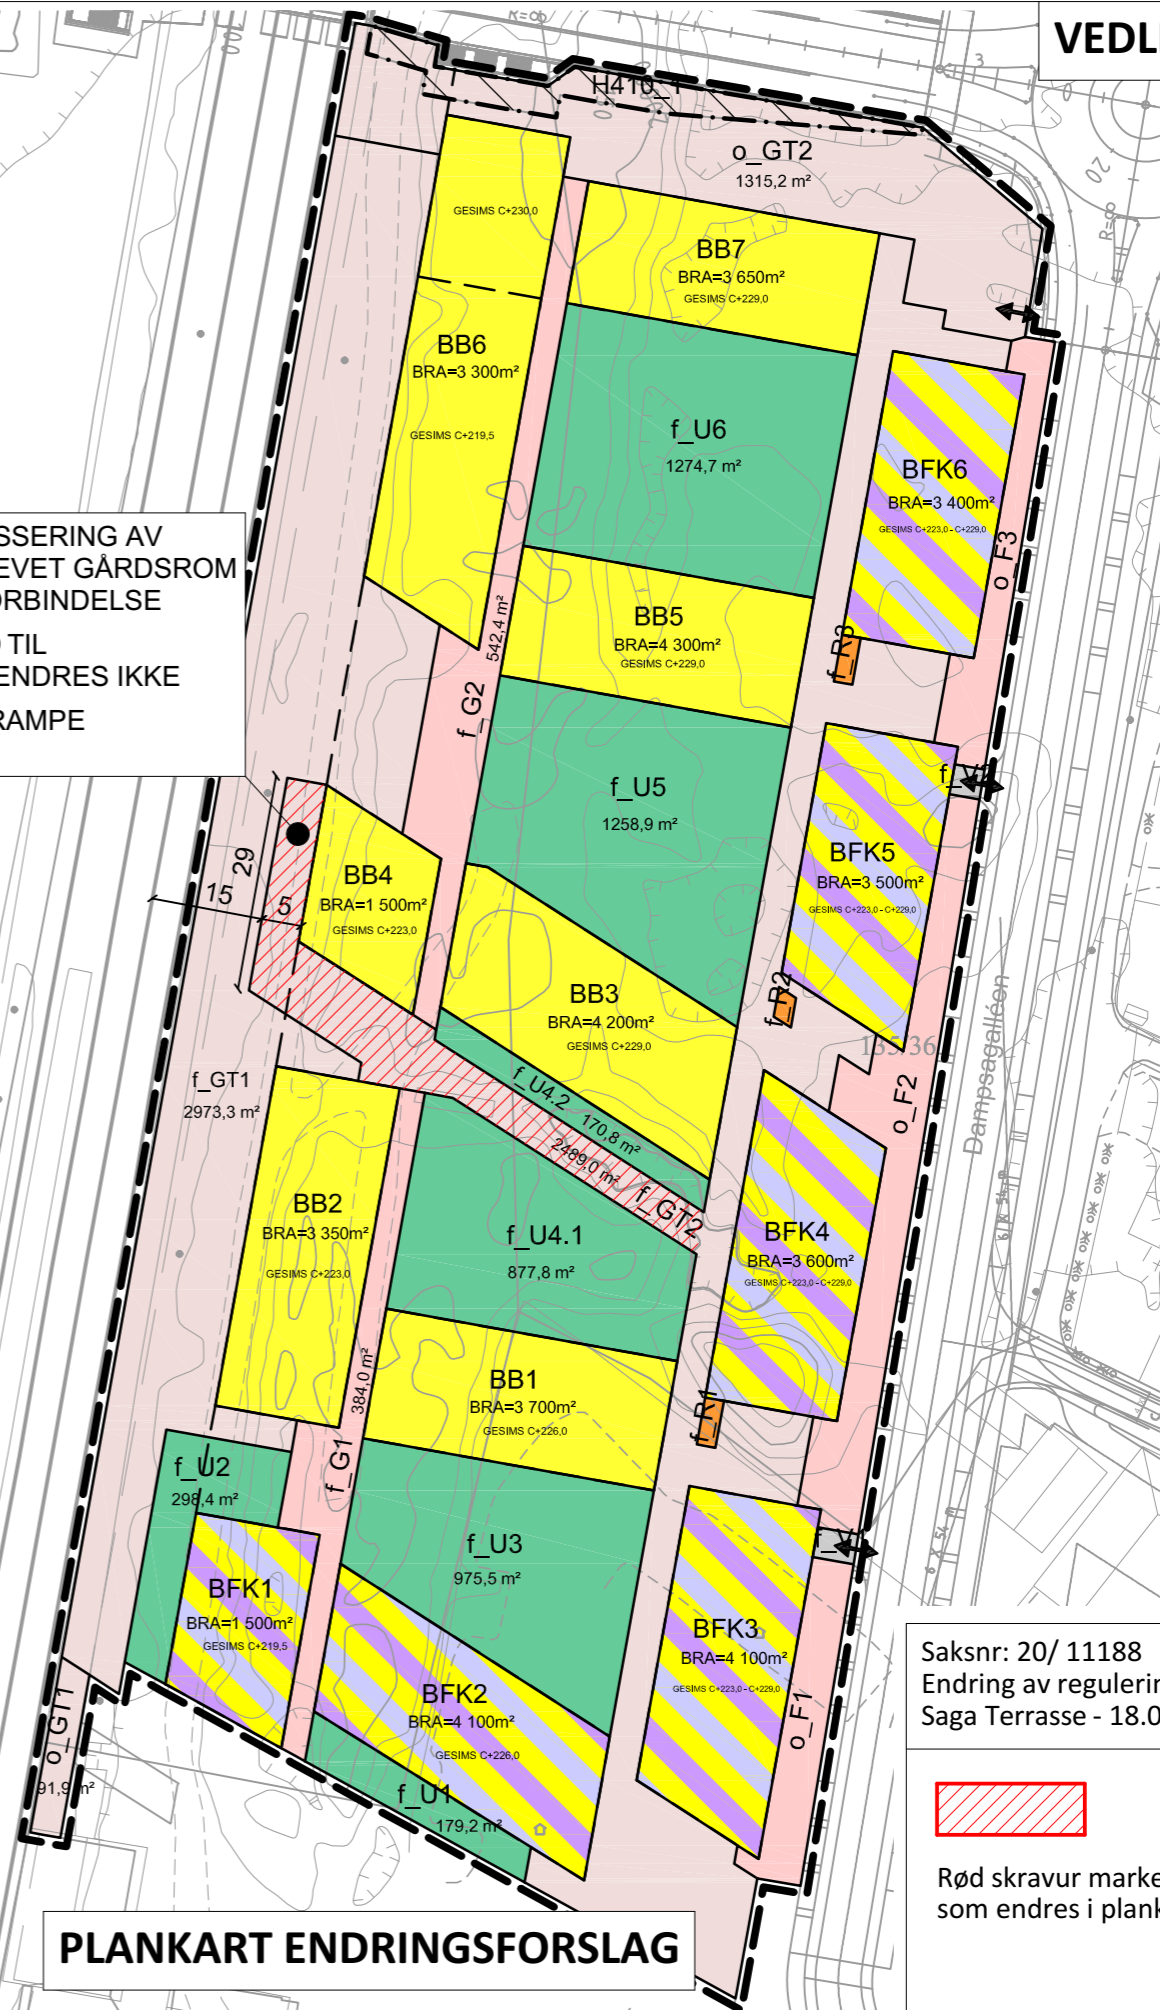 VEDL
H410_1
o_GT2
1315,2 m²
GESIMS C+230,0
BB7
BRA=3 650m²
GESIMS C+229,0
BB6
BRA=3 300m²
GESIMS C+219,5
f_U6
1274,7 m²
BFK6
BRA=3 400m²
GESIMS C+223,0 - C+229,0
o_F3
SSERING AV
EVET GÅRDSROM
ORBINDELSE
TIL
ENDRES IKKE
RAMPE
BB5
BRA=4 300m²
GESIMS C+229,0
f_R3
542,4 m²
f_G2
f_U5
1258,9 m²
BFK5
BRA=3 500m²
GESIMS C+223,0 - C+229,0
29
15
5
BB4
BRA=1 500m²
GESIMS C+223,0
BB3
BRA=4 200m²
GESIMS C+229,0
f_R2
135/36
Dampsagalléen
o_F2
f_GT1
2973,3 m²
f_U4.2
170,8 m²
2489,0 m²
f_GT2
BB2
BRA=3 350m²
GESIMS C+223,0
f_U4.1
877,8 m²
BFK4
BRA=3 600m²
GESIMS C+223,0 - C+229,0
384,0 m²
BB1
BRA=3 700m²
GESIMS C+226,0
f_R1
f_G1
f_U2
298,4 m²
f_U3
975,5 m²
BFK1
BRA=1 500m²
GESIMS C+219,5
BFK3
BRA=4 100m²
GESIMS C+223,0 - C+229,0
BFK2
BRA=4 100m²
GESIMS C+226,0
o_F1
o_GT1
91,9 m²
f_U1
179,2 m²
Saksnr: 20/ 11188
Endring av regulerin
Saga Terrasse - 18.0
Rød skravur marke
som endres i plank
PLANKART ENDRINGSFORSLAG